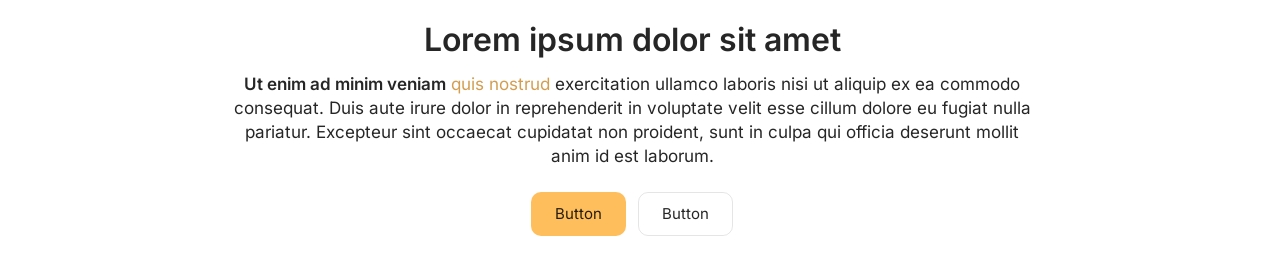 Lorem ipsum dolor sit amet
Ut enim ad minim veniam quis nostrud exercitation ullamco laboris nisi ut aliquip ex ea commodo
consequat. Duis aute irure dolor in reprehenderit in voluptate velit esse cillum dolore eu fugiat nulla
pariatur. Excepteur sint occaecat cupidatat non proident, sunt in culpa qui officia deserunt mollit
anim id est laborum.
Button Button